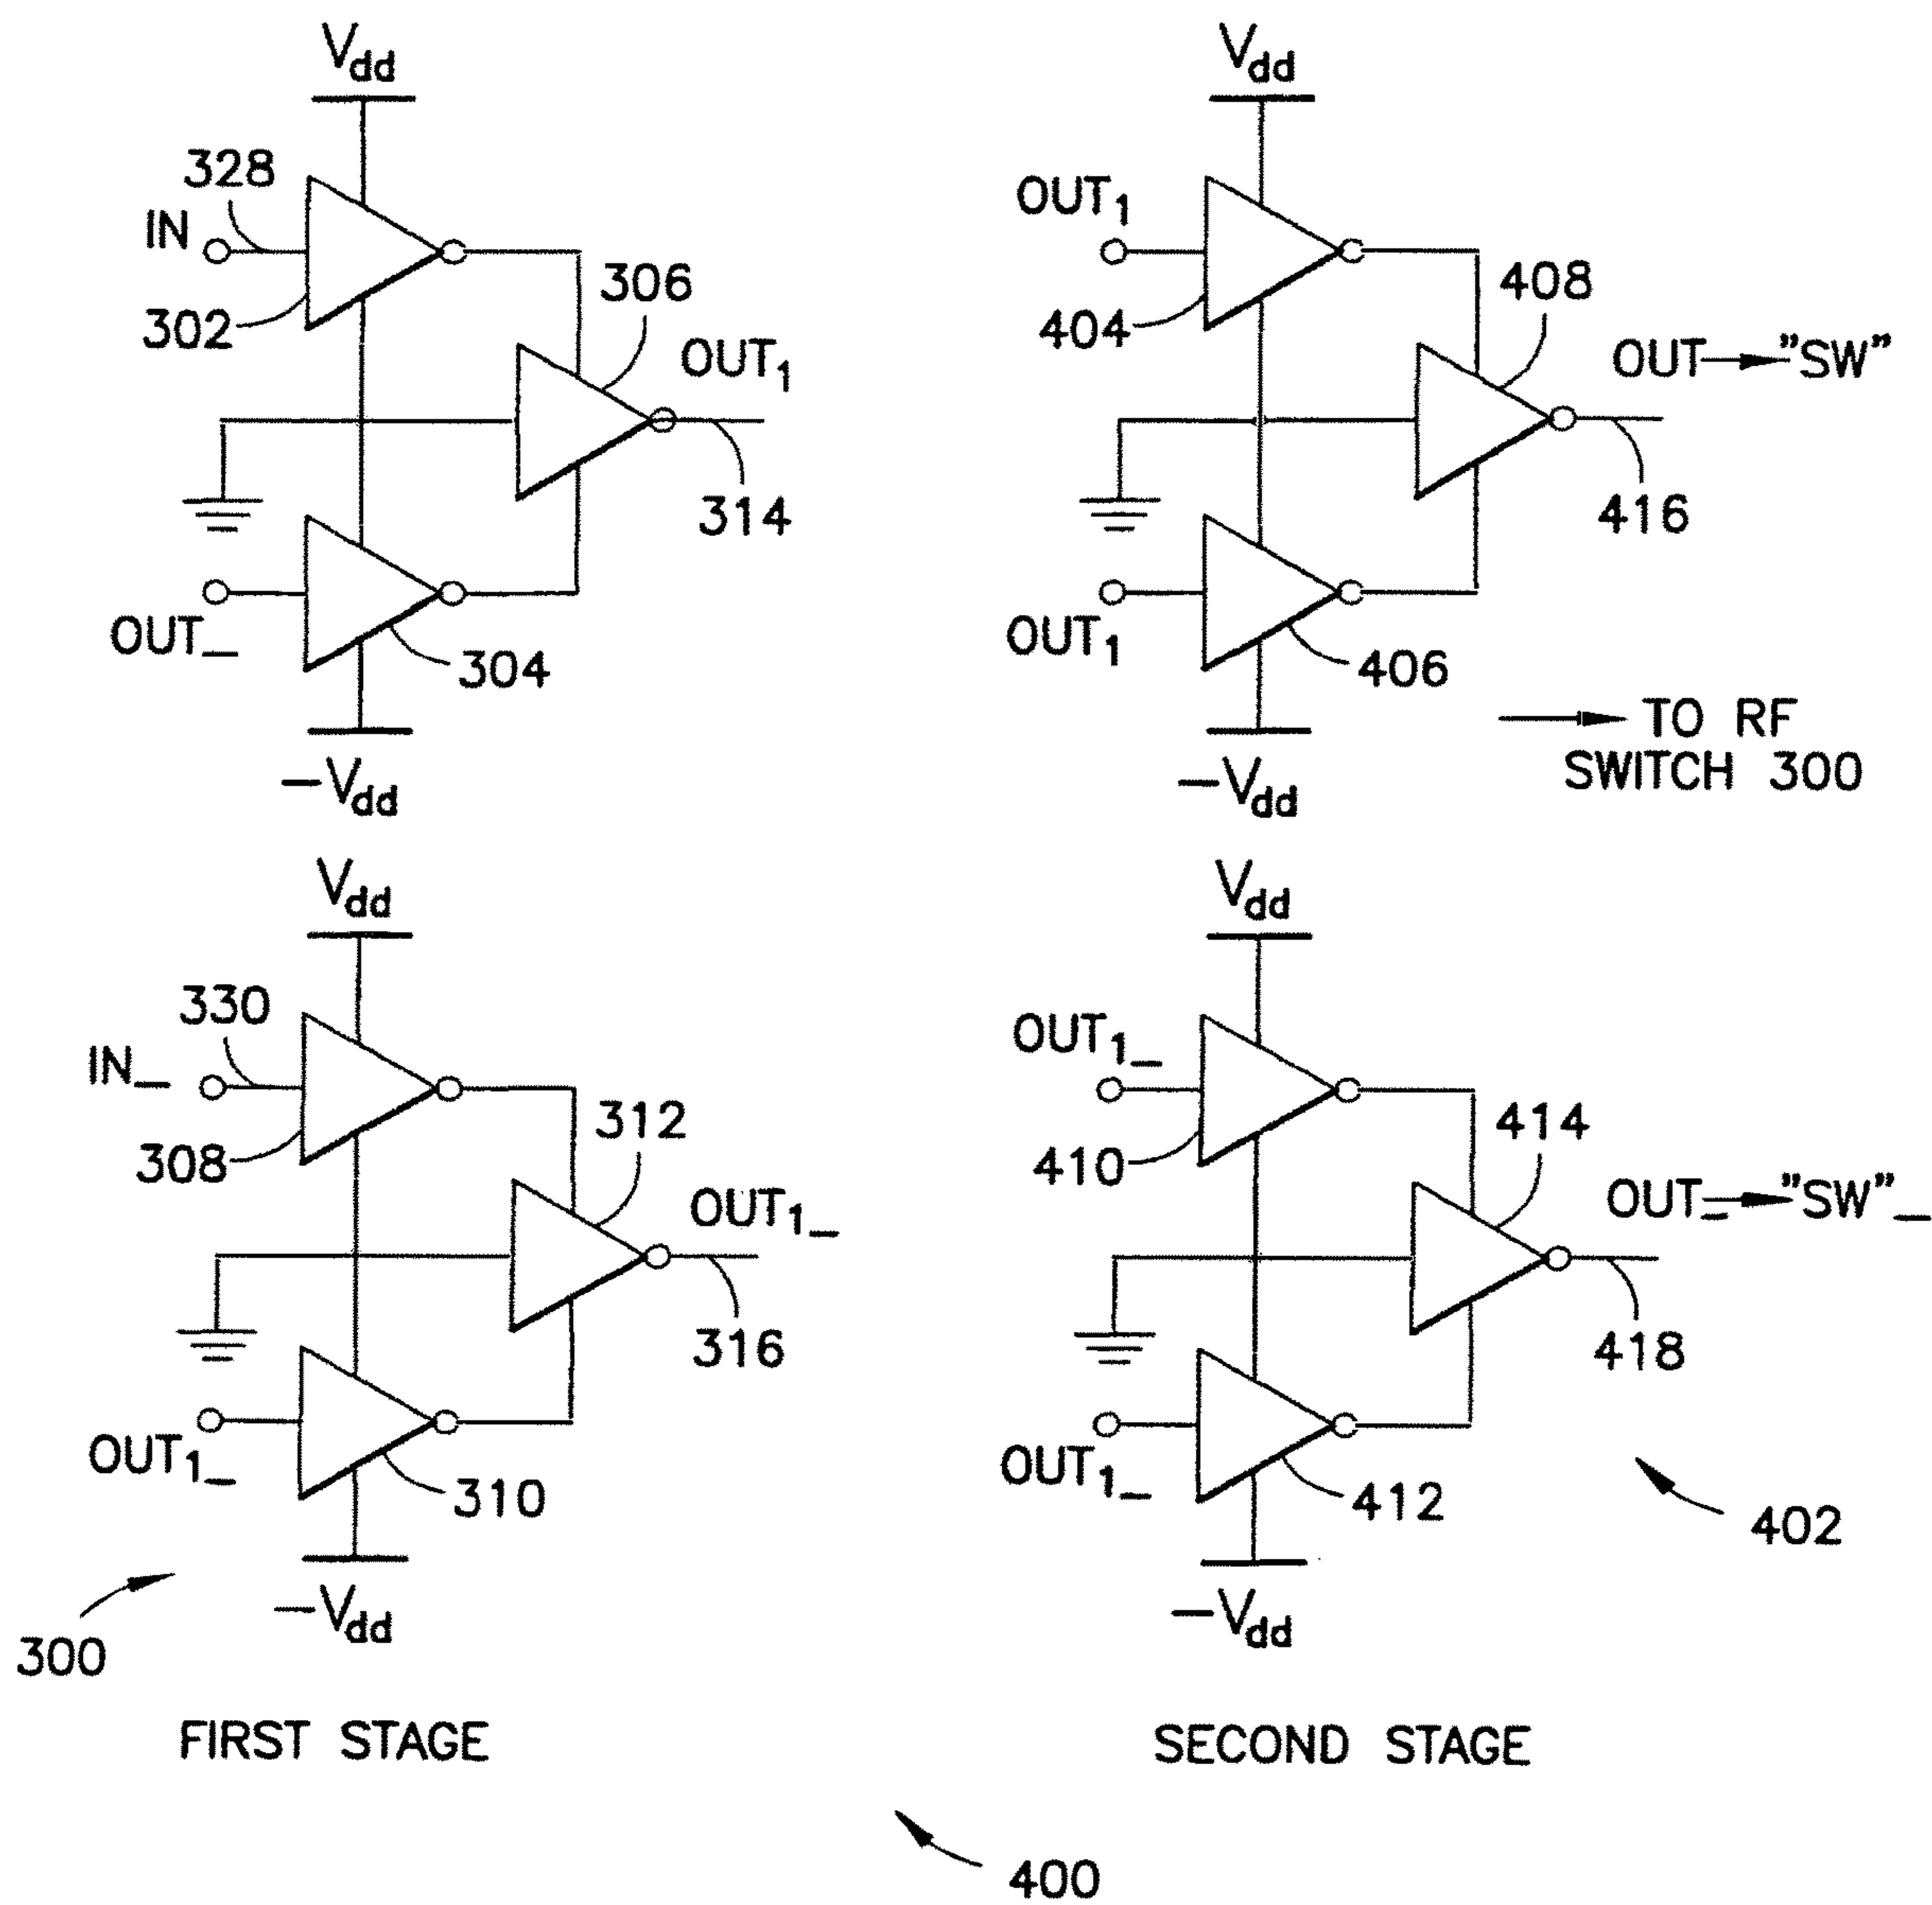 Vdd
328
IN
302
306
OUT1
314
OUT_
304
-Vdd
Vdd
OUT1
404
408
OUT → "SW"
416
OUT1
406
TO RF
SWITCH 300
-Vdd
Vdd
330
IN_
308
312
OUT1_
316
OUT1_
310
-Vdd
300
FIRST STAGE
Vdd
OUT1_
410
414
OUT_ → "SW"_
418
OUT1_
412
402
-Vdd
SECOND STAGE
400